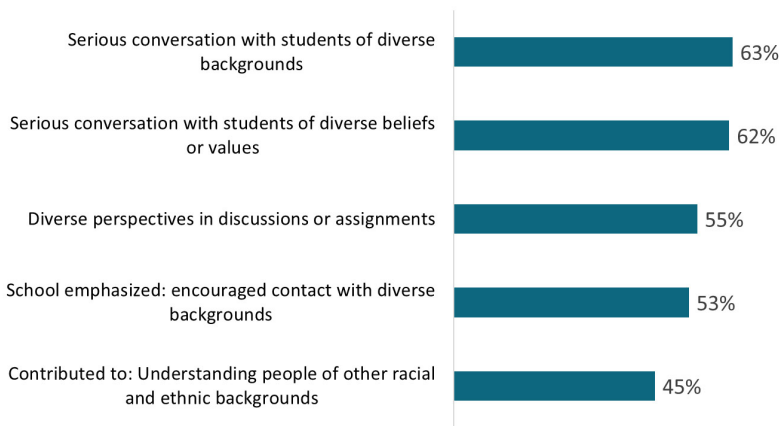 Serious conversation with students of diverse
backgrounds
63%
Serious conversation with students of diverse beliefs
or values
62%
Diverse perspectives in discussions or assignments
55%
School emphasized: encouraged contact with diverse
backgrounds
53%
Contributed to: Understanding people of other racial
and ethnic backgrounds
45%